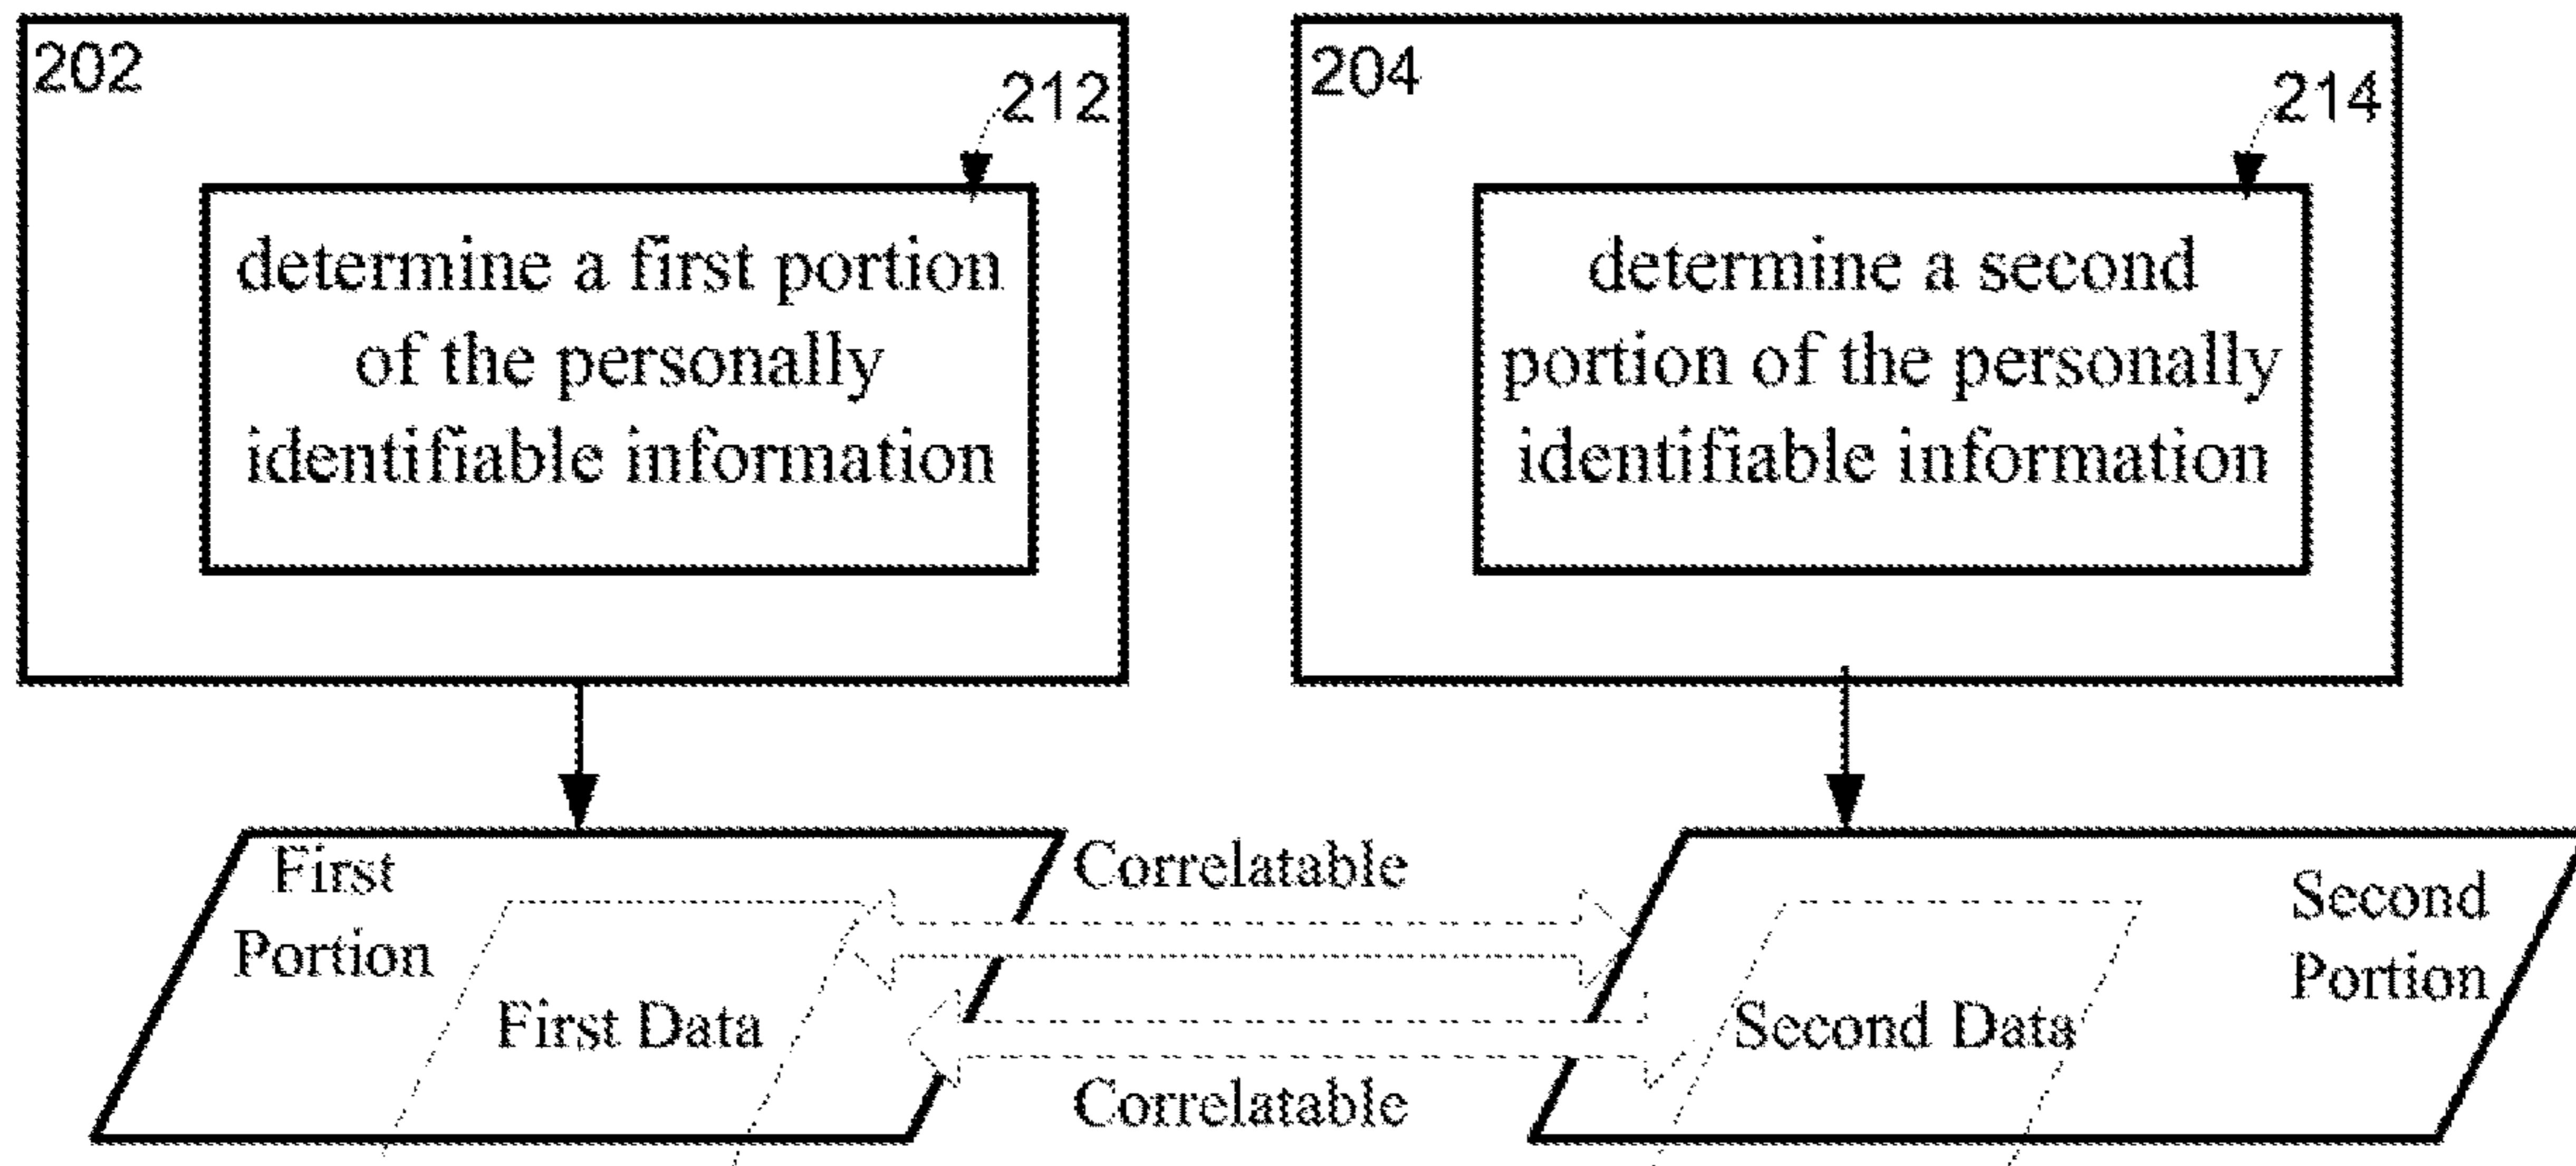 202
212
determine a first portion
of the personally
identifiable information
204
214
determine a second
portion of the personally
identifiable information
First
Portion
First Data
Correlatable
Correlatable
Second
Portion
Second Data